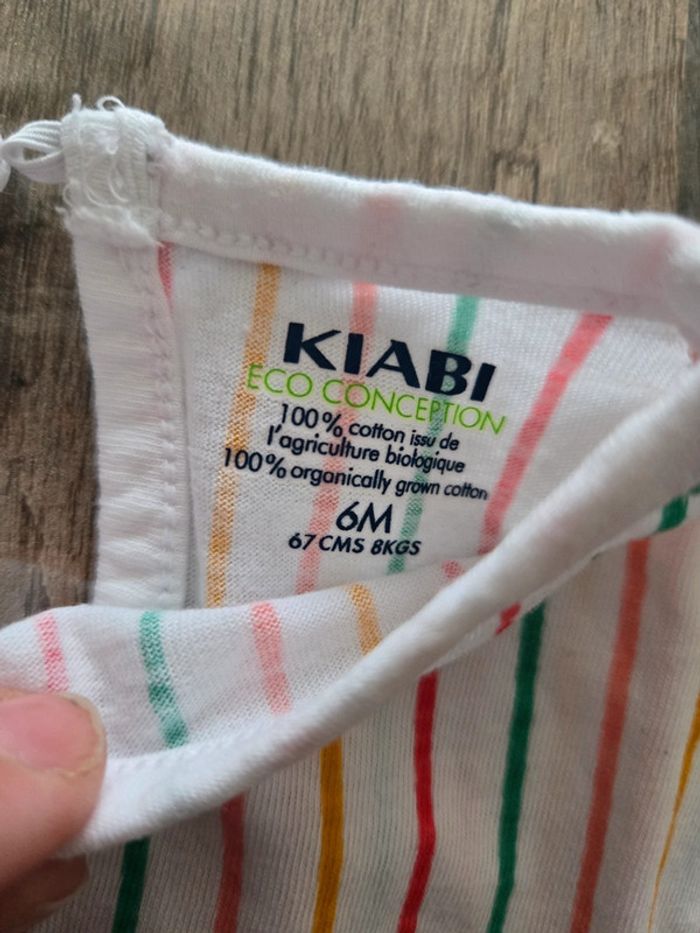 KIABI
ECO CONCEPTION
100% cotton issu de
l'agriculture biologique
100% organically grown cotton
6M
67 CMS 8KGS